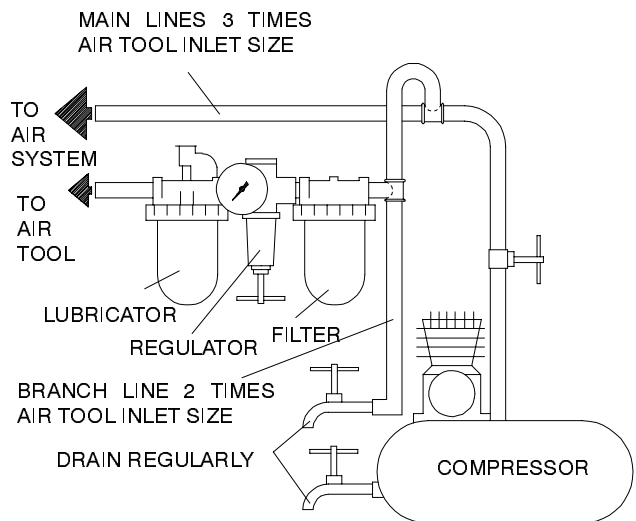 MAIN LINES 3 TIMES
AIR TOOL INLET SIZE
TO
AIR
SYSTEM
TO
AIR
TOOL
LUBRICATOR
REGULATOR
FILTER
BRANCH LINE 2 TIMES
AIR TOOL INLET SIZE
DRAIN REGULARLY
COMPRESSOR